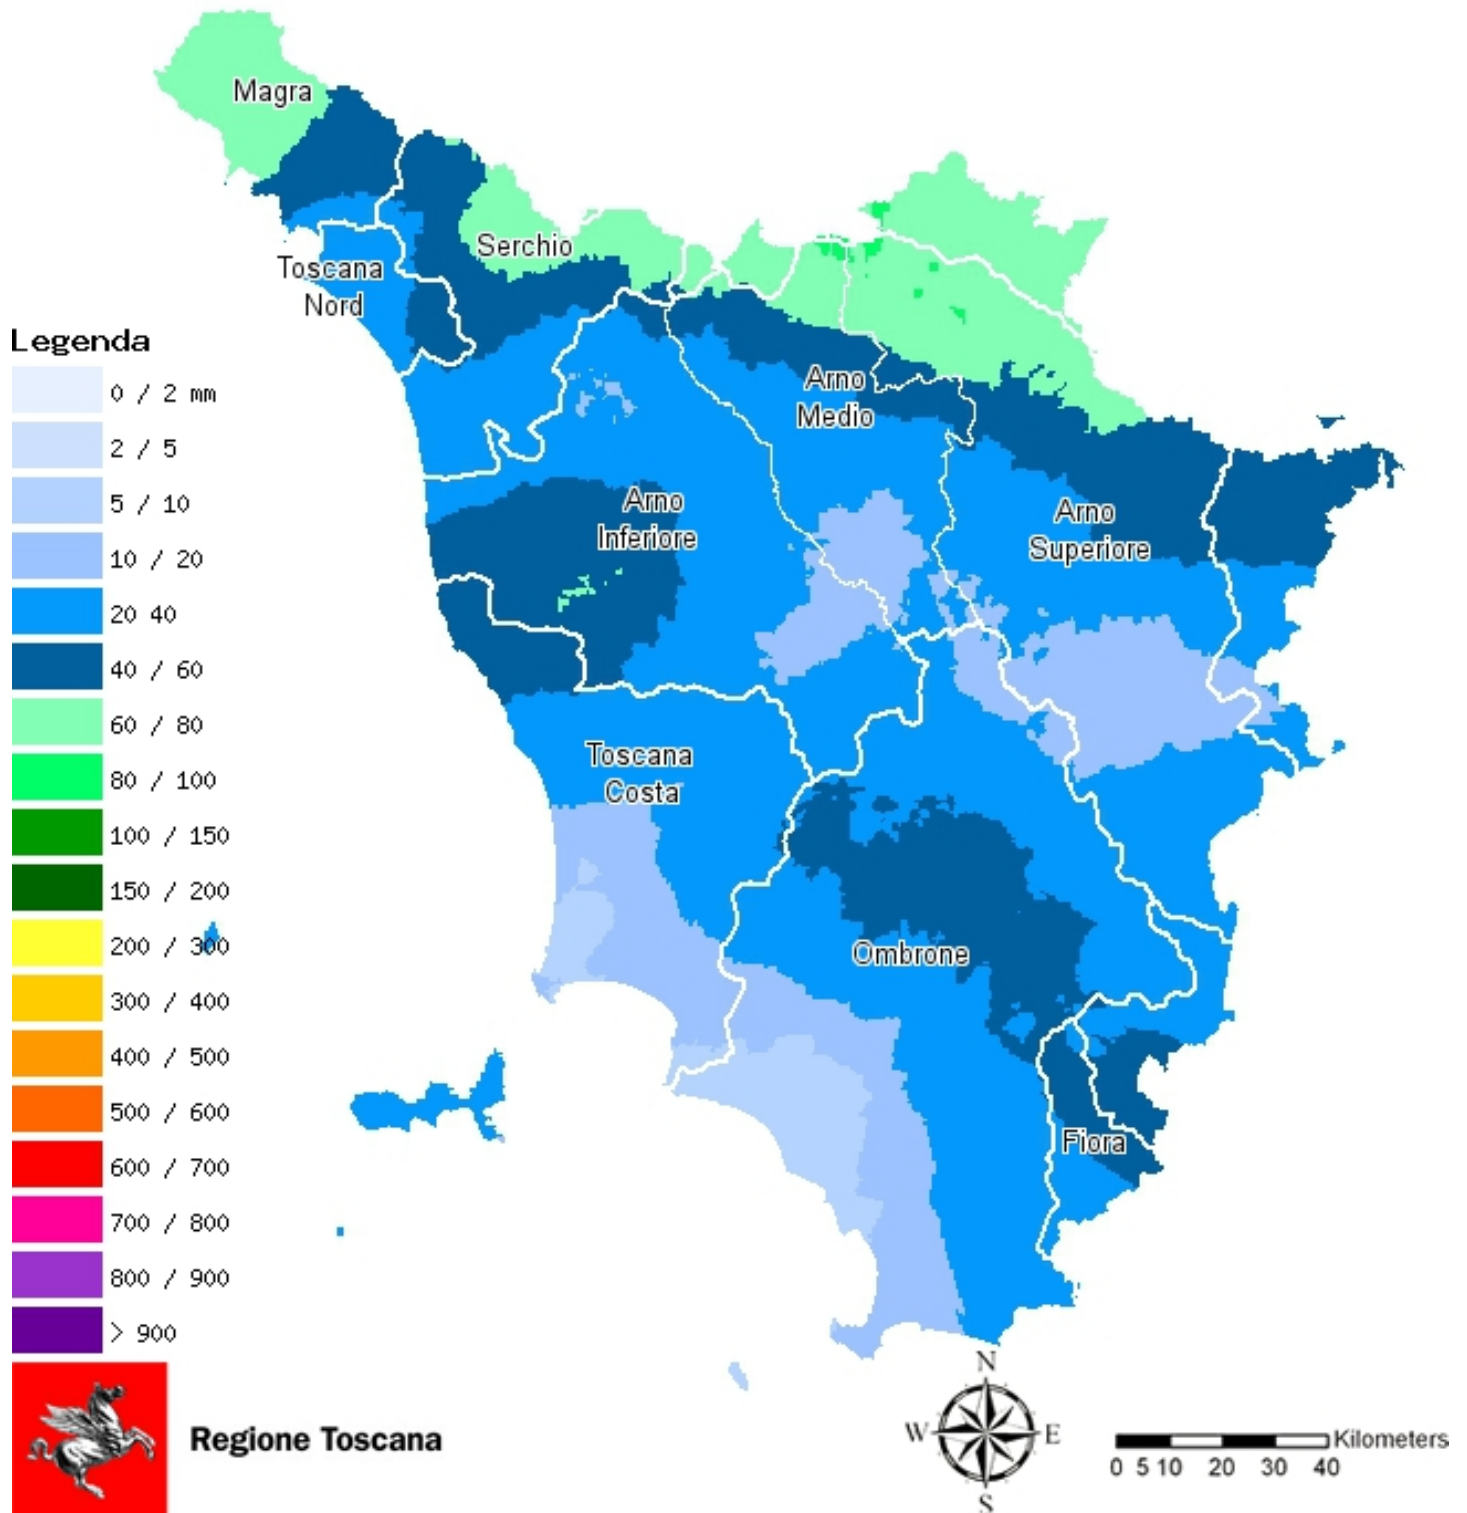 Magra
Serchio
Toscana
Nord
Legenda
0 / 2 mm
2 / 5
5 / 10
10 / 20
20 40
40 / 60
60 / 80
80 / 100
100 / 150
150 / 200
200 / 300
300 / 400
400 / 500
500 / 600
600 / 700
700 / 800
800 / 900
> 900
Arno
Medio
Arno
Inferiore
Arno
Superiore
Toscana
Costa
Ombrone
Fiora
Regione Toscana
N
W E
S
Kilometers
0 5 10 20 30 40